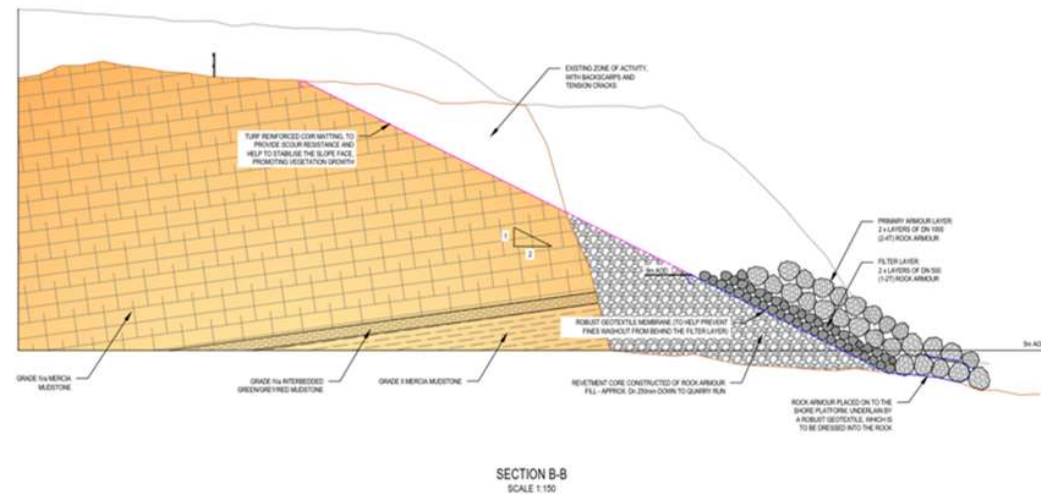 EXISTING ZONE OF ACTIVITY,
WITH BACKSCARPS AND
TENSION CRACKS
TURF REINFORCED COIR MATTING, TO
PROVIDE SCOUR RESISTANCE AND
HELP TO STABILISE THE SLOPE FACE,
PROMOTING VEGETATION GROWTH
PRIMARY ARMOUR LAYER:
2 x LAYERS OF DN 1000
(2-4T) ROCK ARMOUR
FILTER LAYER:
2 x LAYERS OF DN 500
(1-2T) ROCK ARMOUR
1
2
AOD
ROBUST GEOTEXTILE MEMBRANE (TO HELP PREVENT
FINES WASHOUT FROM BEHIND THE FILTER LAYER)
GRADE IVa MERCIA
MUDSTONE
GRADE IVa INTERBEDDED
GREEN/GREY/RED MUDSTONE
GRADE II MERCIA MUDSTONE
REVETMENT CORE CONSTRUCTED OF ROCK ARMOUR
FILL - APPROX. Dn 250mm DOWN TO QUARRY RUN
ROCK ARMOUR PLACED ON TO THE
SHORE PLATFORM, UNDERLAIN BY
A ROBUST GEOTEXTILE, WHICH IS
TO BE DRESSED INTO THE ROCK
SECTION B-B
SCALE 1:150